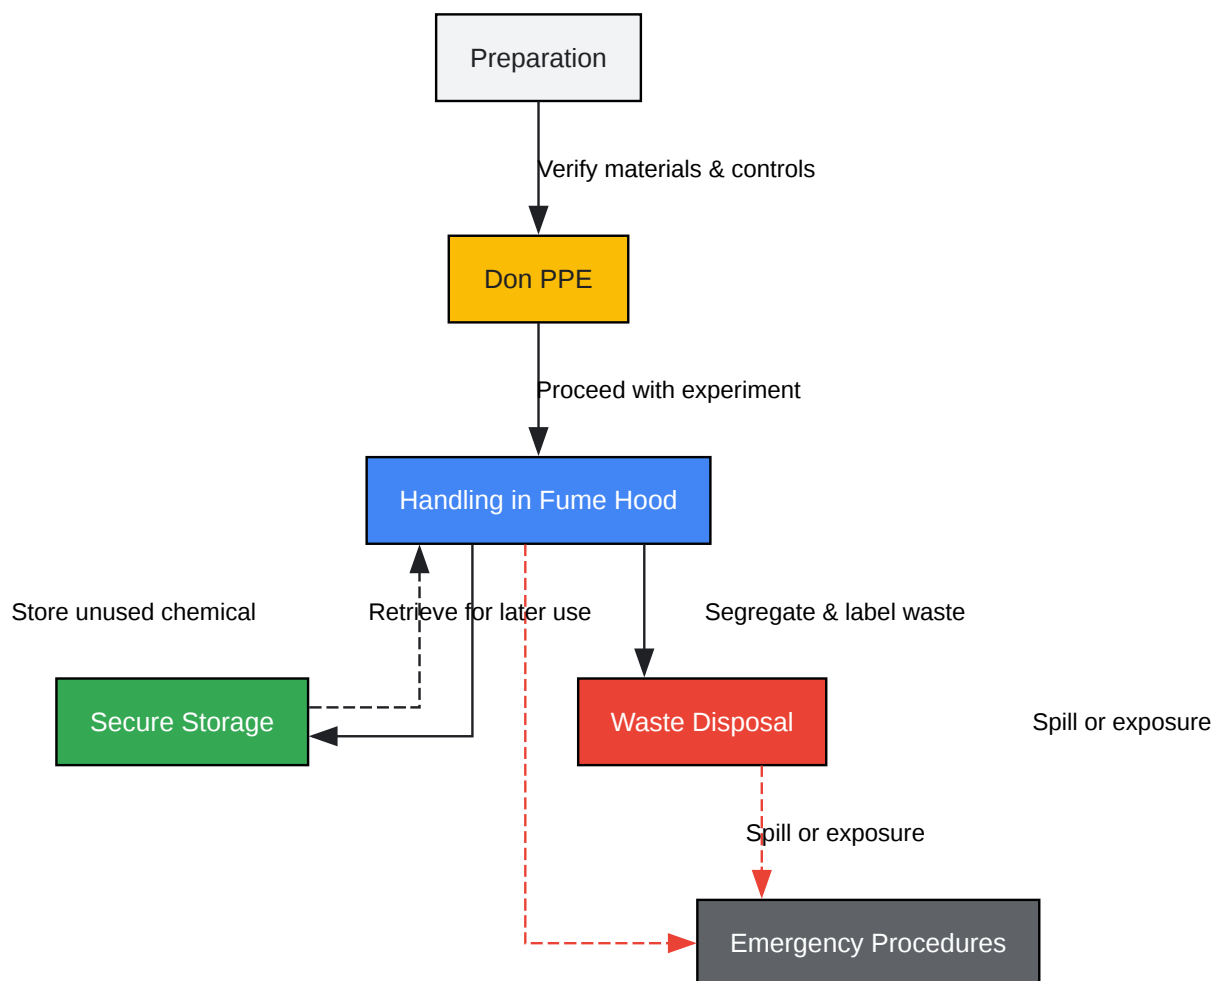 Preparation
Verify materials & controls
Don PPE
Proceed with experiment
Handling in Fume Hood
Store unused chemical
Retrieve for later use
Segregate & label waste
Secure Storage
Waste Disposal
Spill or exposure
Spill or exposure
Emergency Procedures